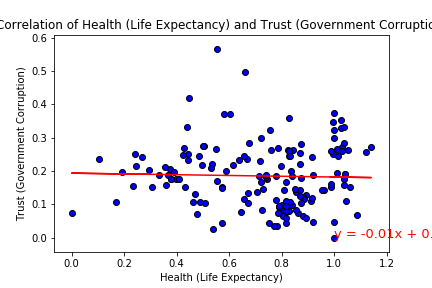 Correlation of Health (Life Expectancy) and Trust (Government Corruptio
Trust (Government Corruption)
0.6
0.5
0.4
0.3
0.2
0.1
0.0
y = -0.01x + 0.
0.0 0.2 0.4 0.6 0.8 1.0 1.2
Health (Life Expectancy)